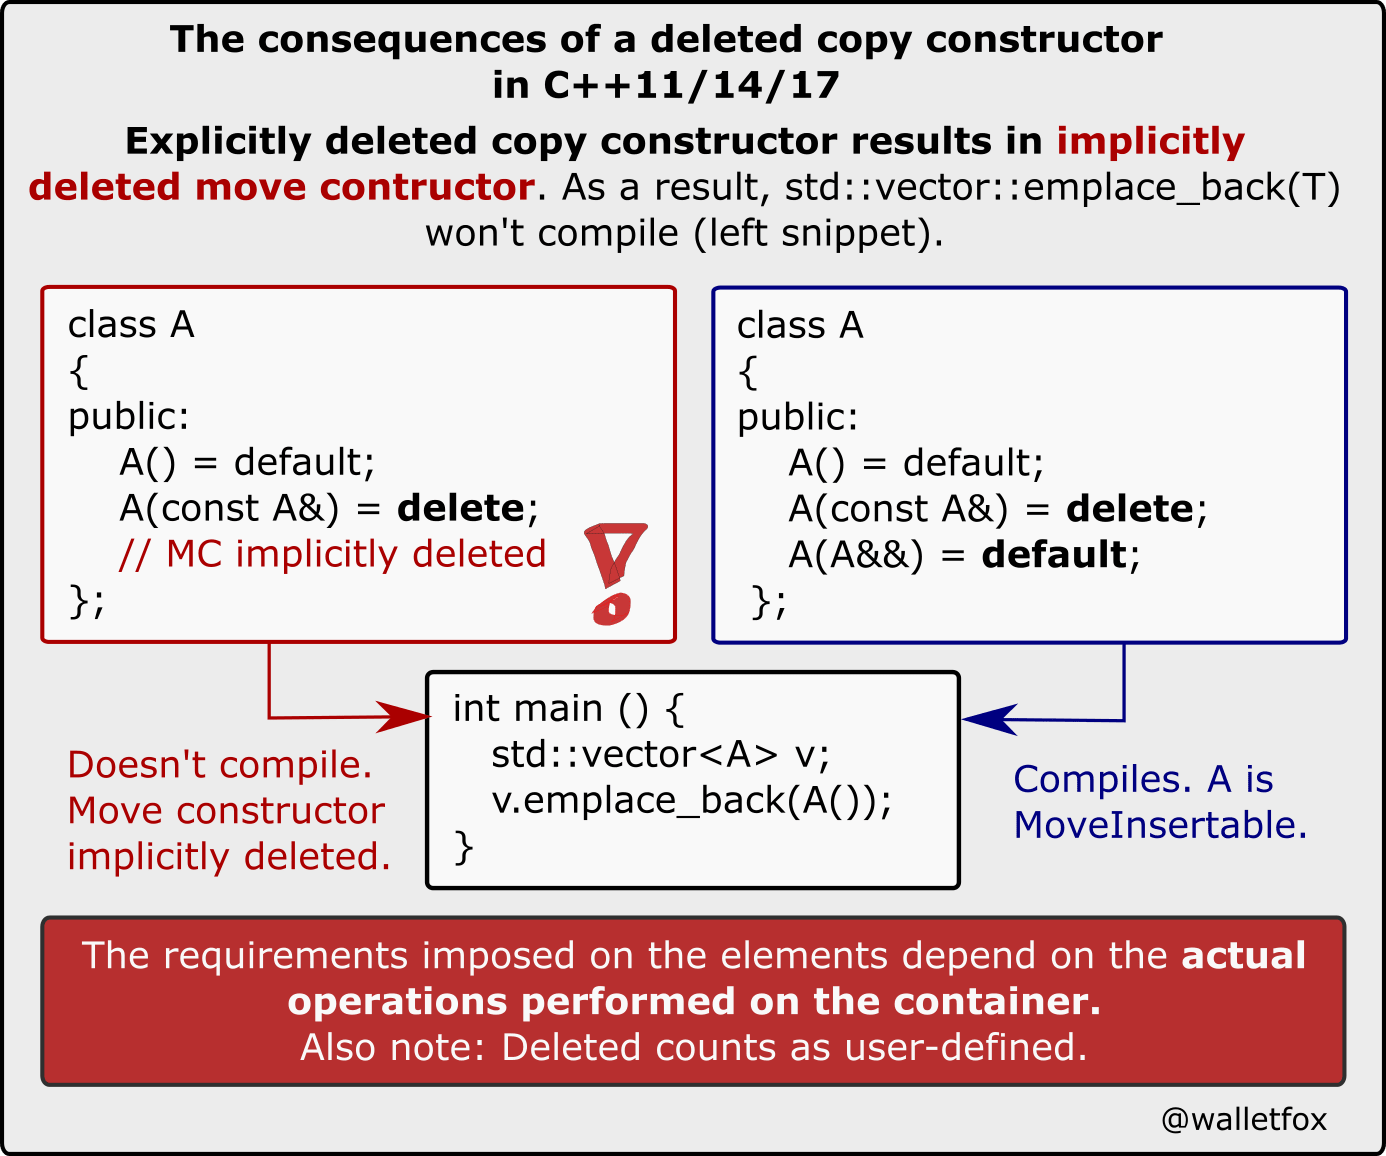 The consequences of a deleted copy constructor
in C++11/14/17
Explicitly deleted copy constructor results in implicitly
deleted move contructor. As a result, std::vector::emplace_back(T)
won't compile (left snippet).
class A
{
public:
A() = default;
A(const A&) = delete;
// MC implicitly deleted
};
class A
{
public:
A() = default;
A(const A&) = delete;
A(A&&) = default;
};
Doesn't compile.
Move constructor
implicitly deleted.
int main () {
std::vector<A> v;
v.emplace_back(A());
}
Compiles. A is
MoveInsertable.
The requirements imposed on the elements depend on the actual
operations performed on the container.
Also note: Deleted counts as user-defined.
@walletfox